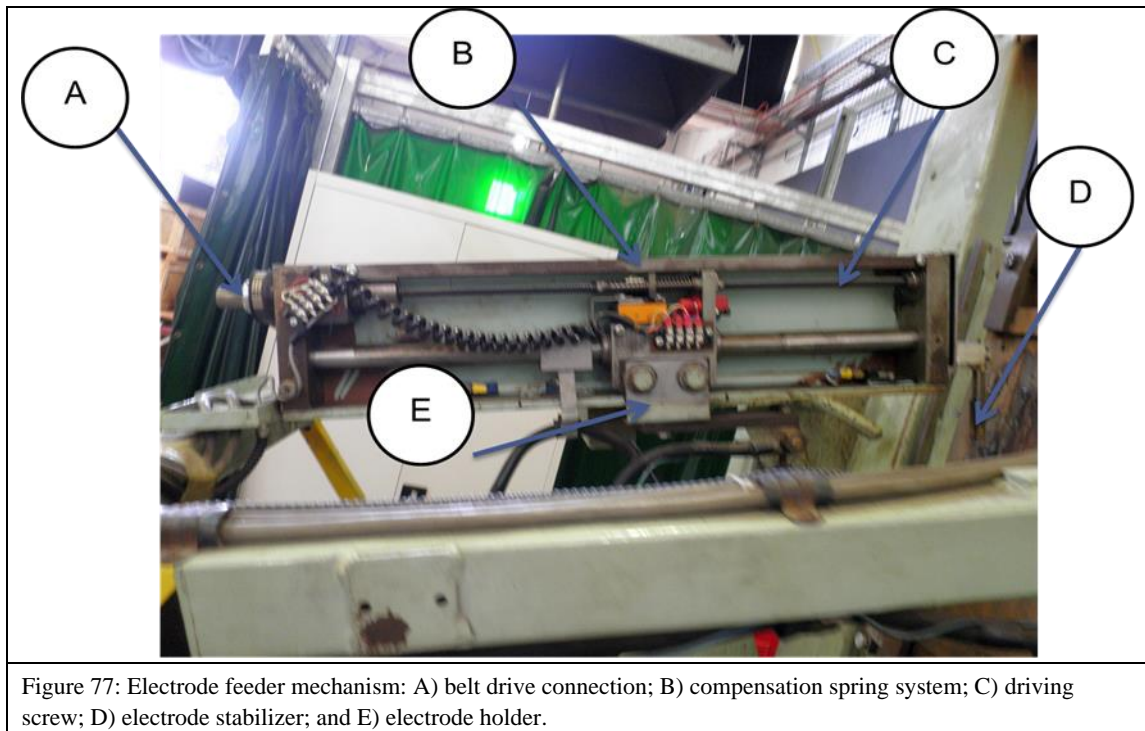 A
B
C
D
E
Figure 77: Electrode feeder mechanism: A) belt drive connection; B) compensation spring system; C) driving
screw; D) electrode stabilizer; and E) electrode holder.